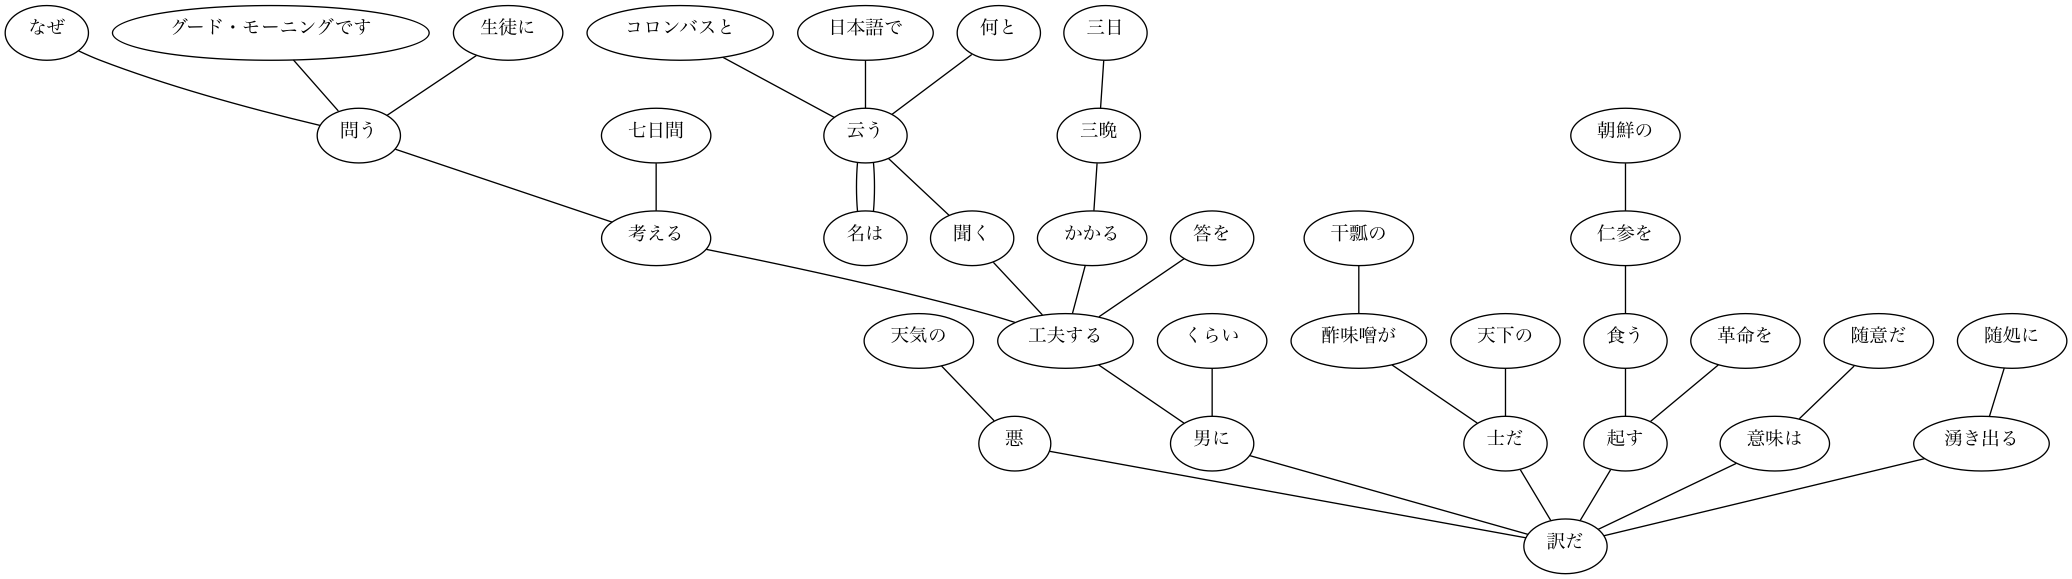 なぜ
グード・モーニングです
生徒に
コロンバスと
日本語で
何と
三日
問う
七日間
云う
三晩
朝鮮の
考える
名は
聞く
かかる
答を
干瓢の
仁参を
天気の
工夫する
くらい
酢味噌が
天下の
食う
革命を
随意だ
随処に
悪
男に
士だ
起す
意味は
湧き出る
訳だ